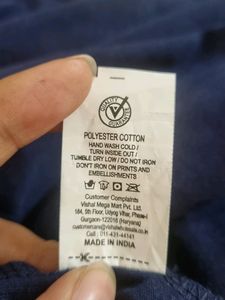 QUALITY
V
GUARANTEE
POLYESTER COTTON
HAND WASH COLD /
TURN INSIDE OUT /
TUMBLE DRY LOW / DO NOT IRON
DON'T IRON ON PRINTS AND
EMBELLISHMENTS
Customer Complaints
Vishal Mega Mart Pvt. Ltd.
184, 5th Floor, Udyog Vihar, Phase-I
Gurgaon-122016 (Haryana)
Call : 011-431-44141
MADE IN INDIA
K